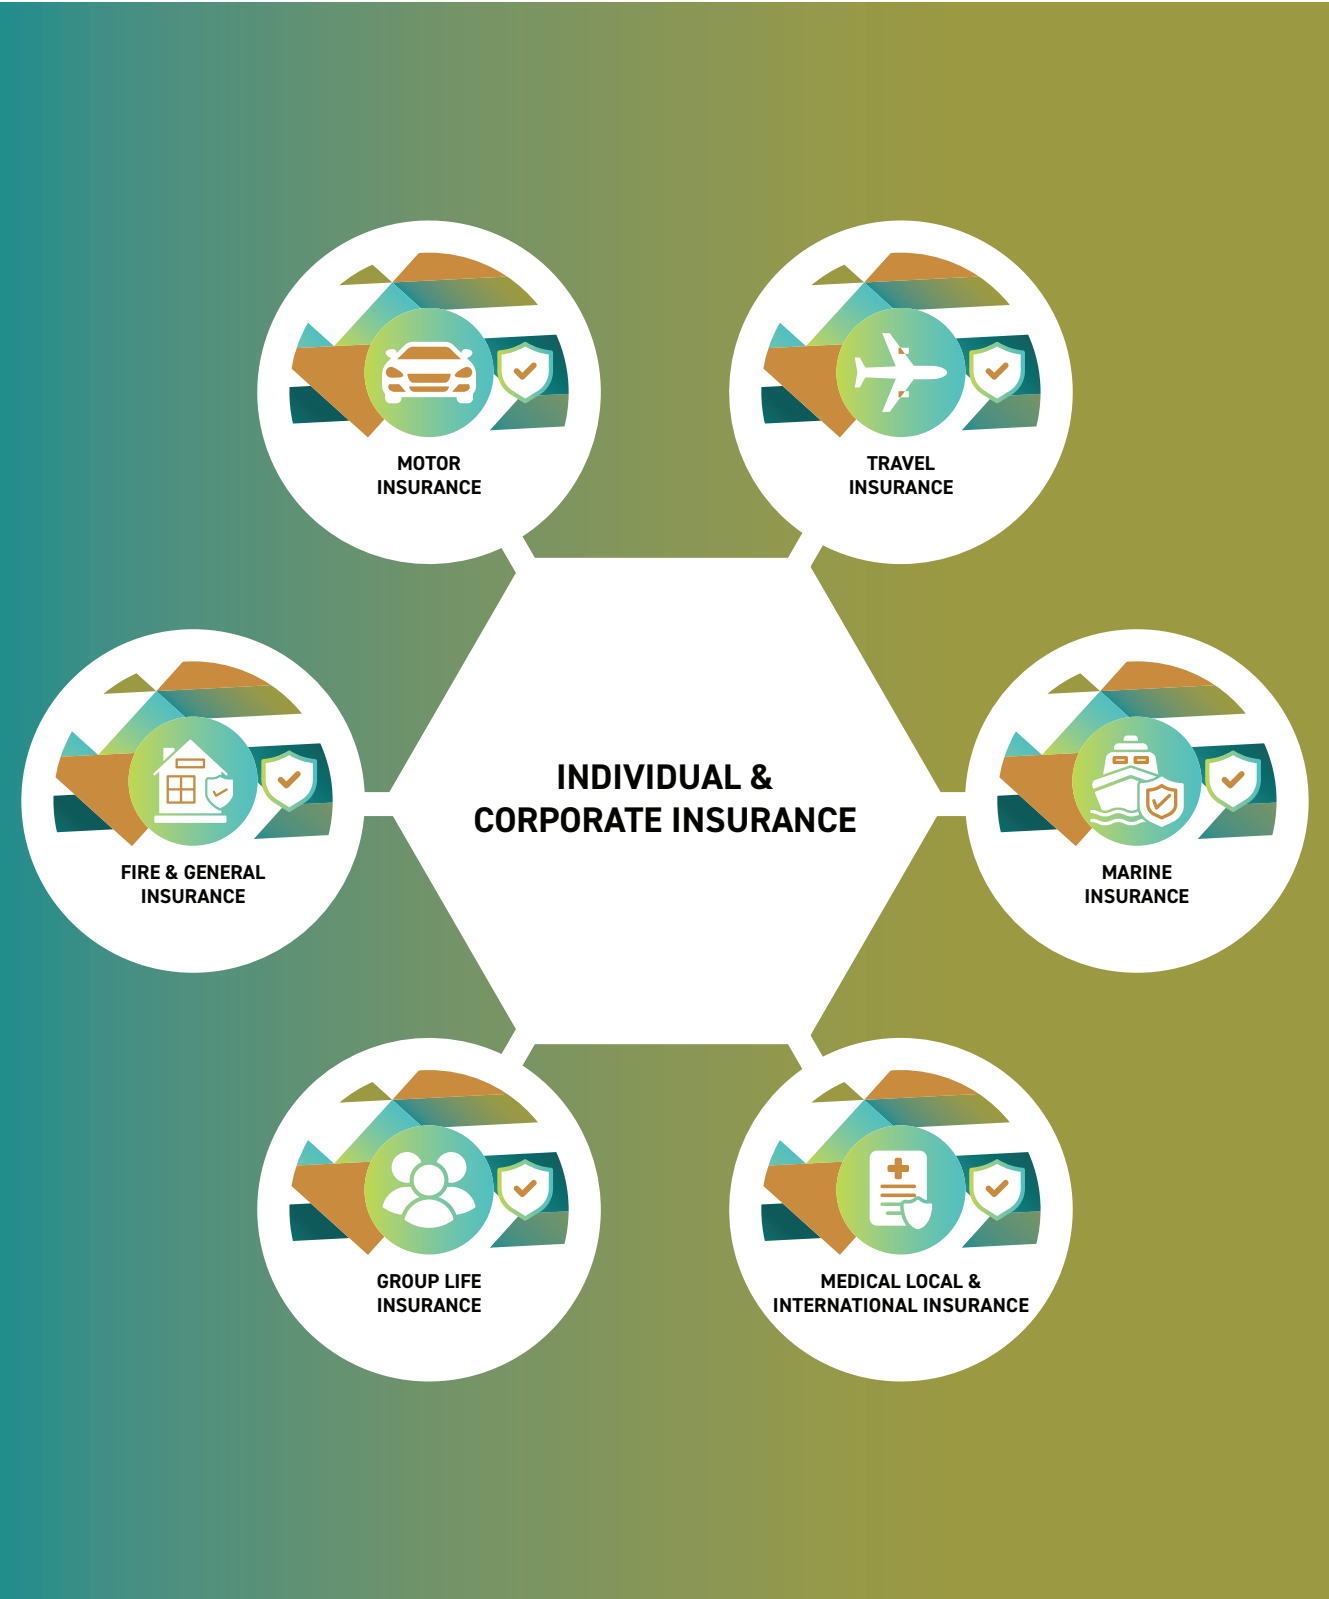 MOTOR
INSURANCE
TRAVEL
INSURANCE
INDIVIDUAL &
CORPORATE INSURANCE
FIRE & GENERAL
INSURANCE
MARINE
INSURANCE
GROUP LIFE
INSURANCE
MEDICAL LOCAL &
INTERNATIONAL INSURANCE